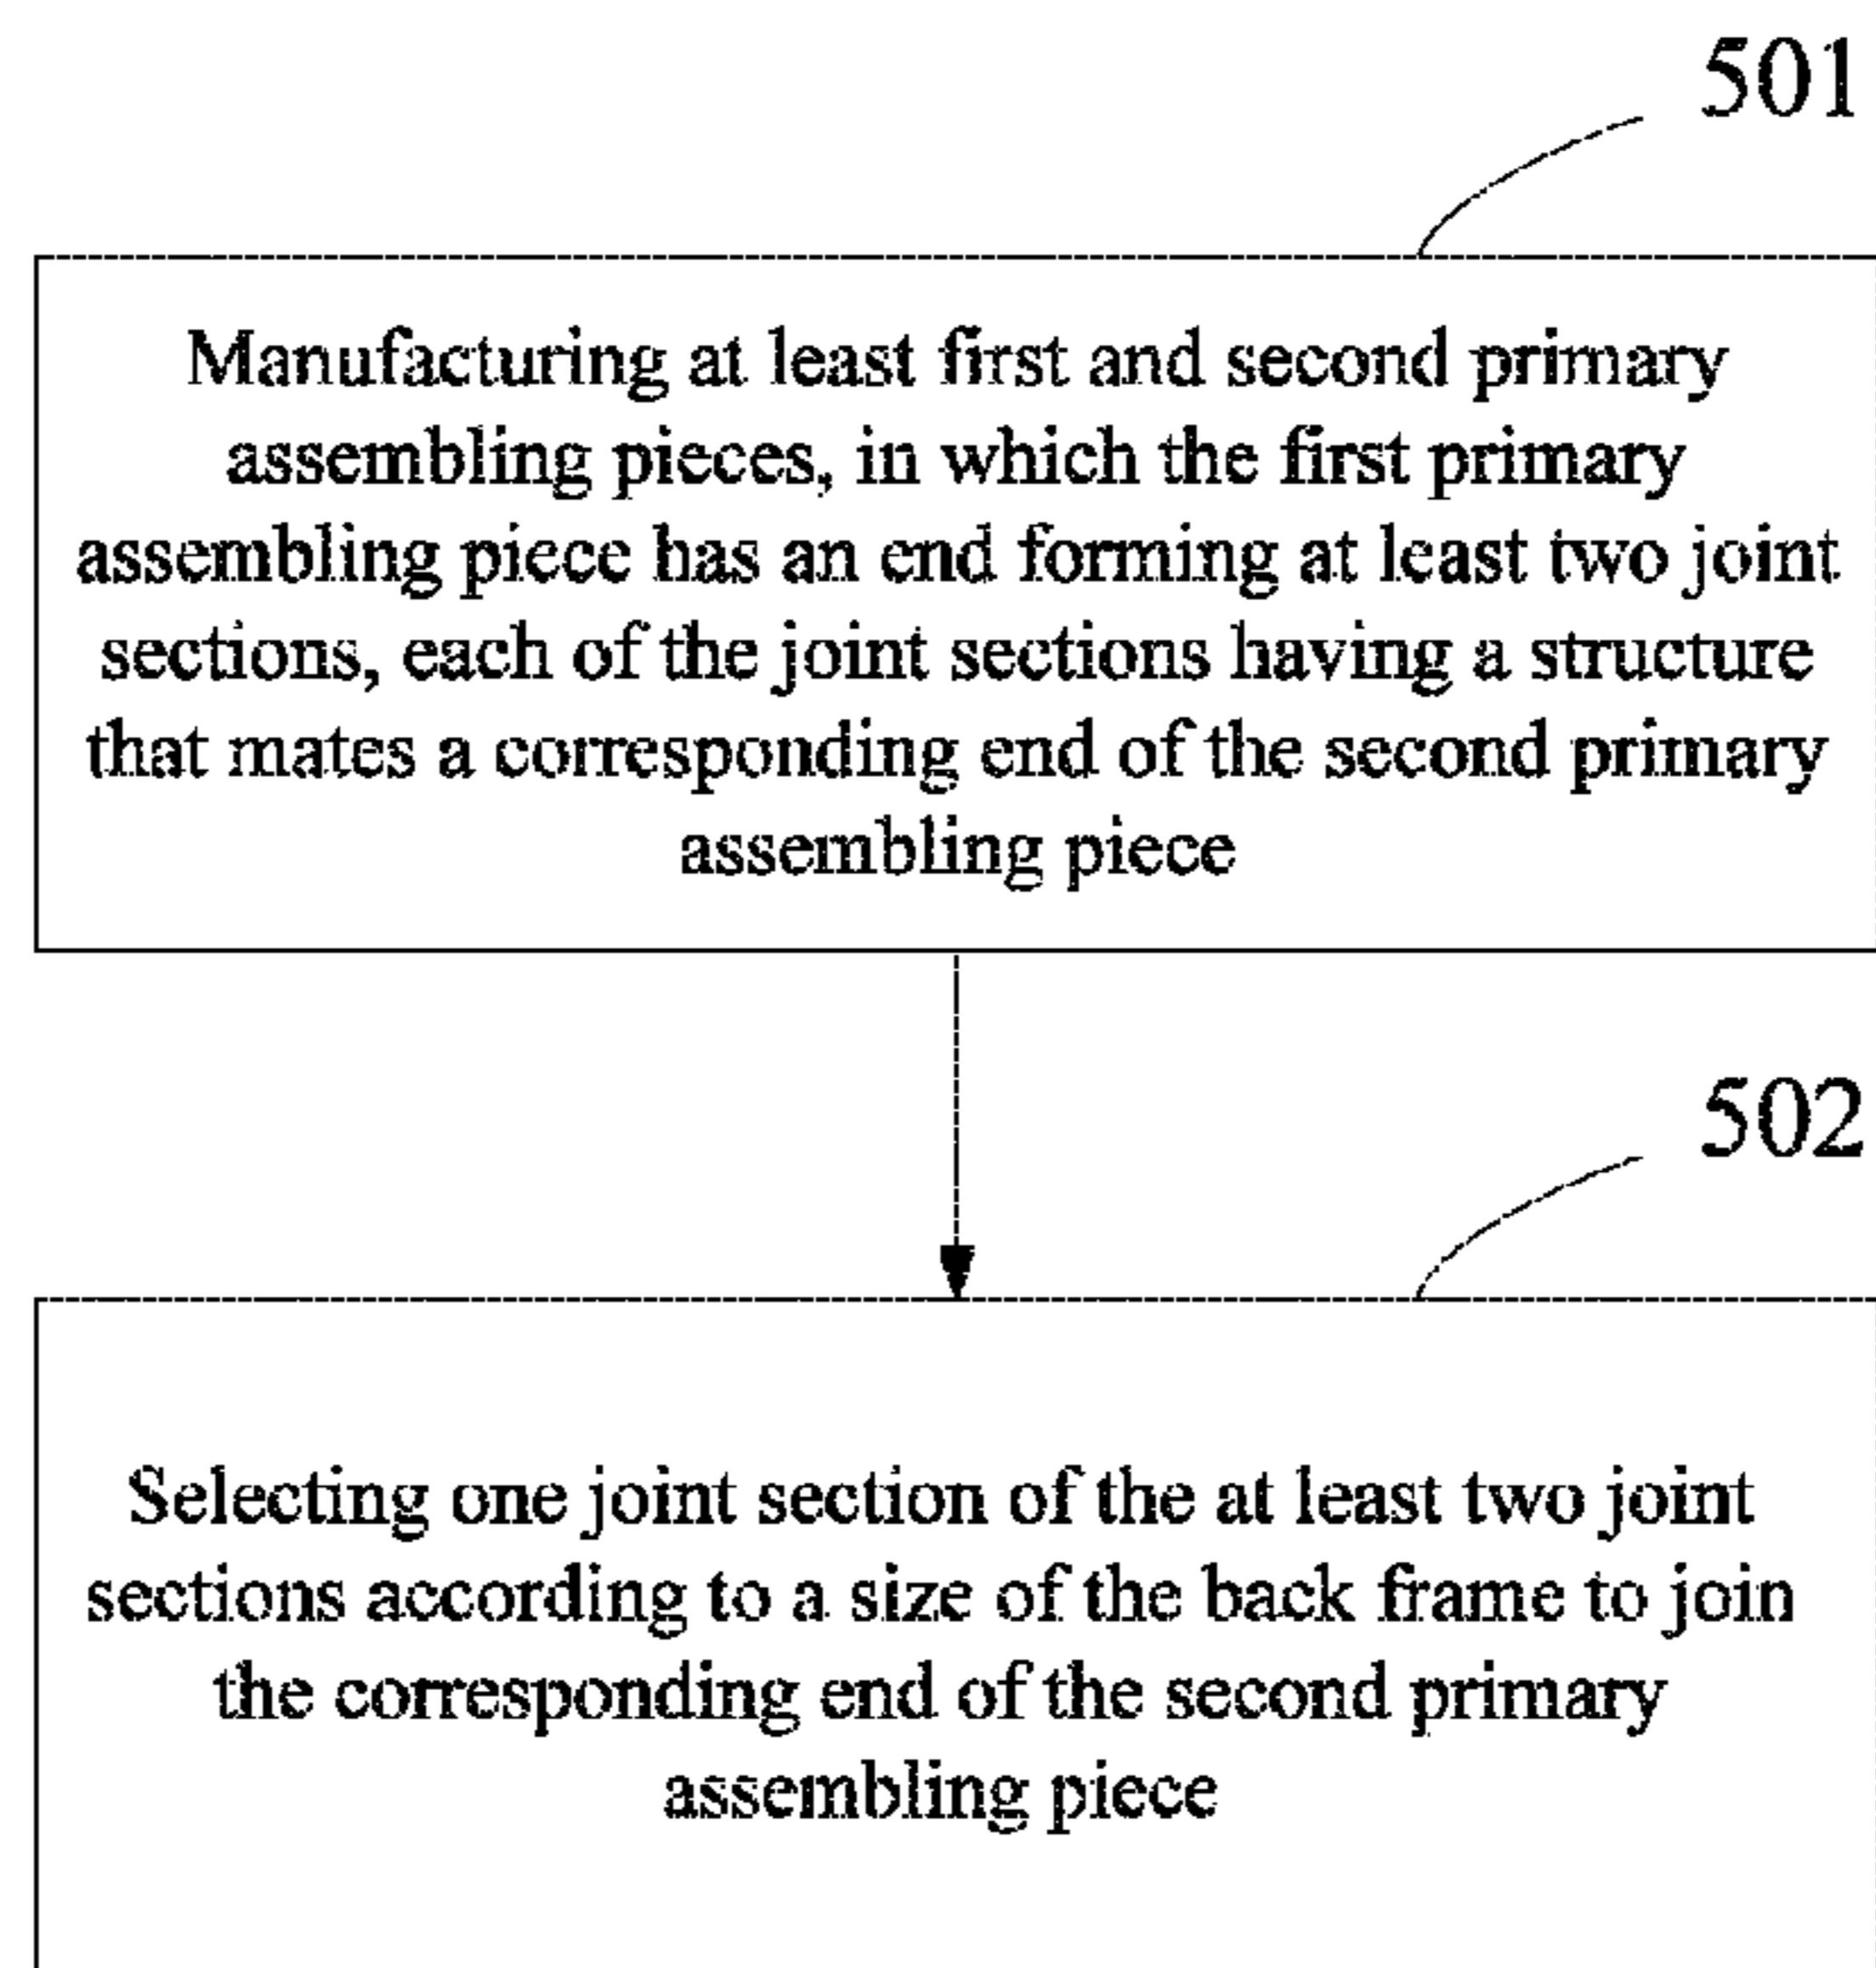 501
Manufacturing at least first and second primary
assembling pieces, in which the first primary
assembling piece has an end forming at least two joint
sections, each of the joint sections having a structure
that mates a corresponding end of the second primary
assembling piece
502
Selecting one joint section of the at least two joint
sections according to a size of the back frame to join
the corresponding end of the second primary
assembling piece